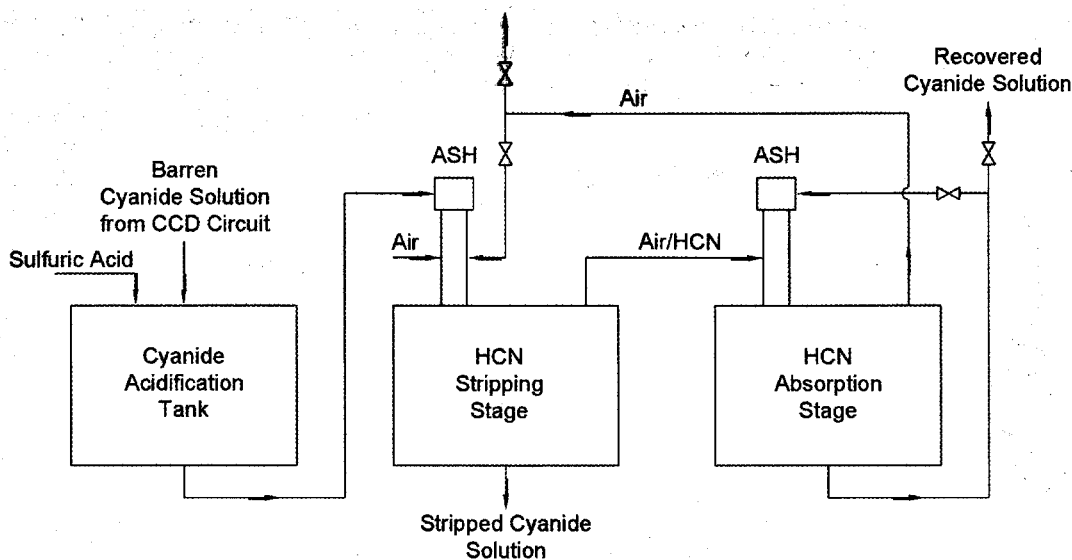 Recovered
Cyanide Solution
Air
ASH
ASH
Barren
Cyanide Solution
from CCD Circuit
Air
Air/HCN
Sulfuric Acid
Cyanide
Acidification
Tank
HCN
Stripping
Stage
HCN
Absorption
Stage
Stripped Cyanide
Solution